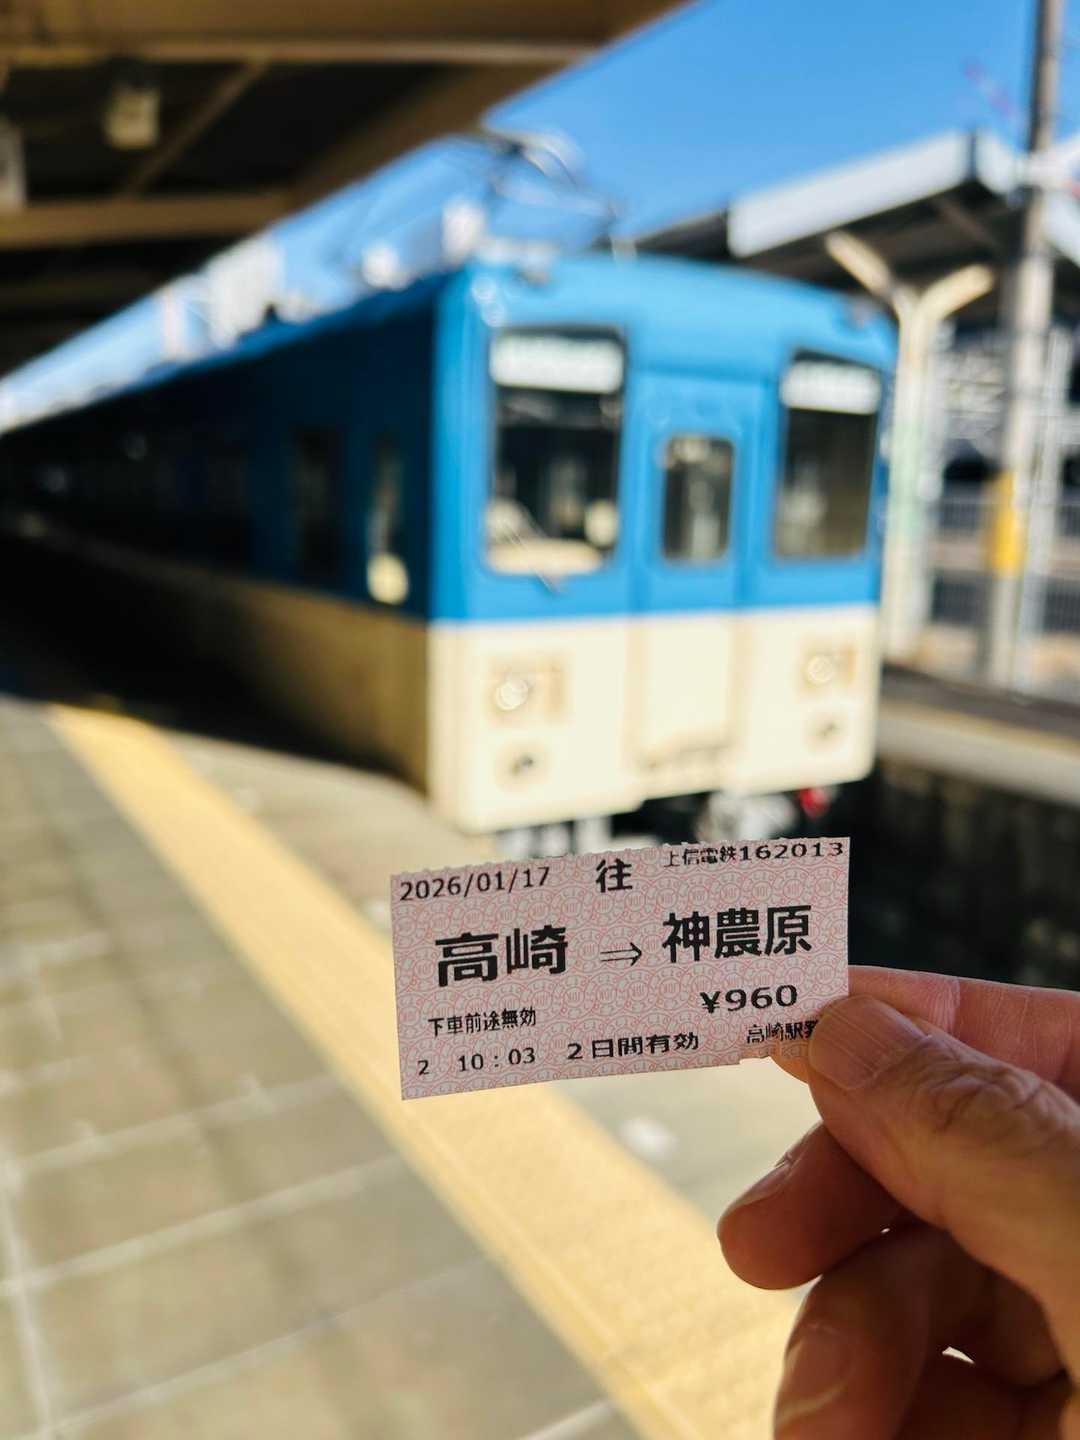 2026/01/17 往 上信電鉄162013
高崎 ⇒ 神農原
¥960
下車前途無効
2 10:03 2日間有効 高崎駅発